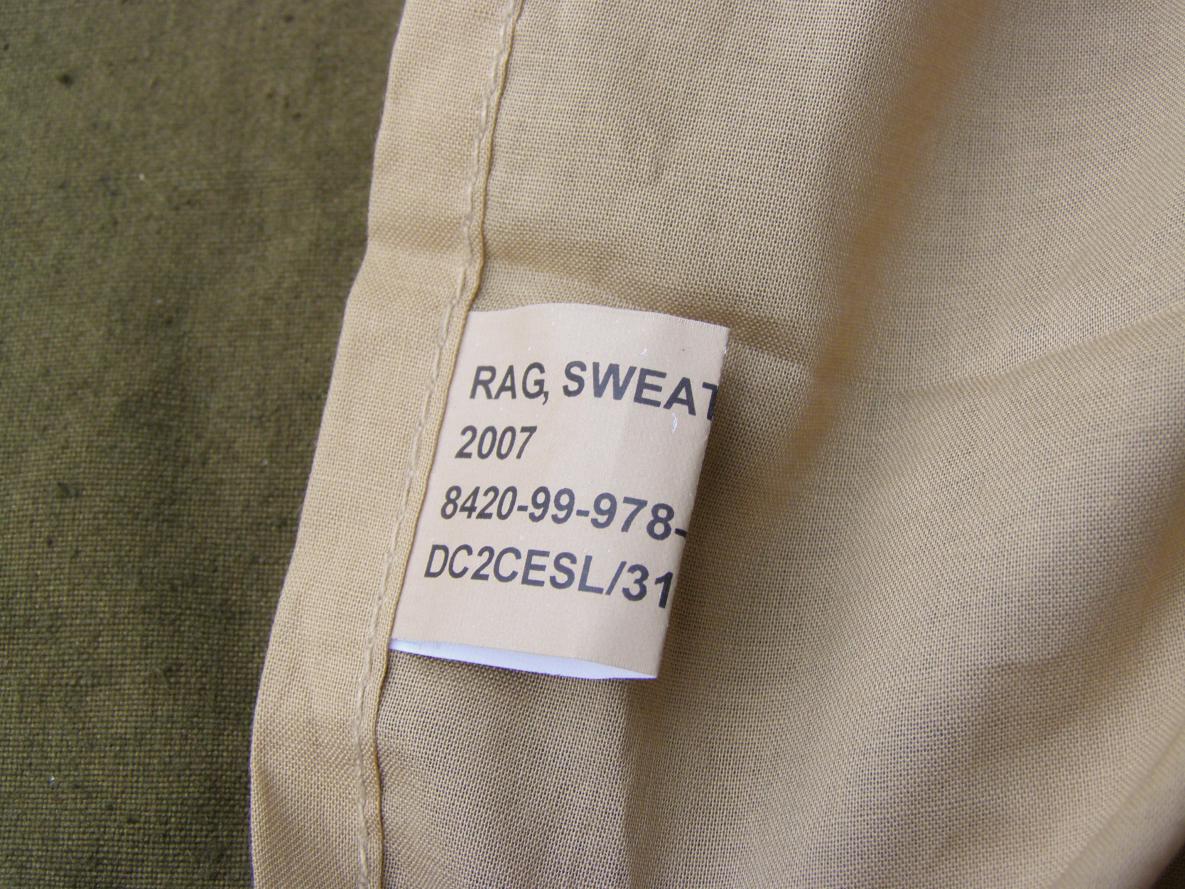 RAG, SWEAT
2007
8420-99-978-
DC2CESL/31